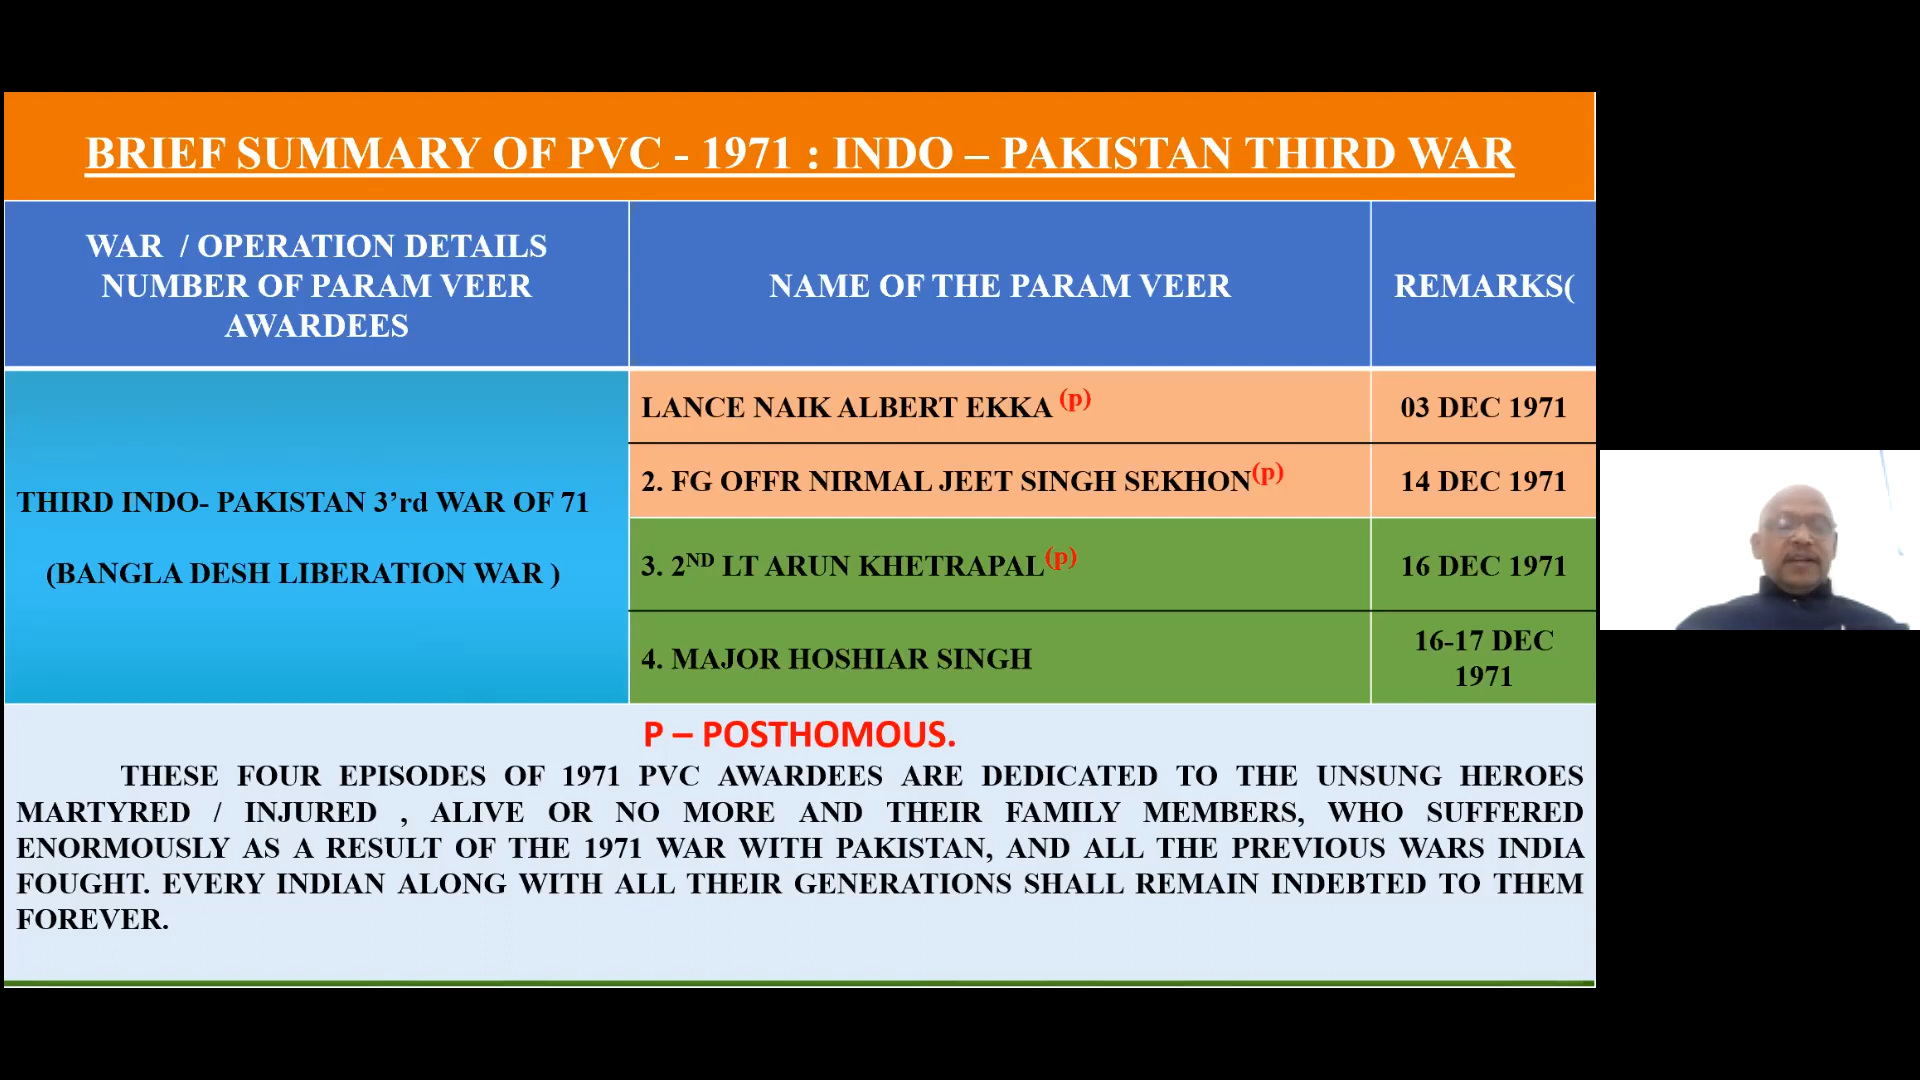 BRIEF SUMMARY OF PVC - 1971 : INDO – PAKISTAN THIRD WAR
WAR / OPERATION DETAILS
NUMBER OF PARAM VEER
AWARDEES
NAME OF THE PARAM VEER
REMARKS(
THIRD INDO- PAKISTAN 3’rd WAR OF 71
(BANGLA DESH LIBERATION WAR )
LANCE NAIK ALBERT EKKA (p)
03 DEC 1971
2. FG OFFR NIRMAL JEET SINGH SEKHON(p)
14 DEC 1971
3. 2ND LT ARUN KHETRAPAL(p)
16 DEC 1971
4. MAJOR HOSHIAR SINGH
16-17 DEC
1971
P – POSTHOMOUS.
THESE FOUR EPISODES OF 1971 PVC AWARDEES ARE DEDICATED TO THE UNSUNG HEROES
MARTYRED / INJURED , ALIVE OR NO MORE AND THEIR FAMILY MEMBERS, WHO SUFFERED
ENORMOUSLY AS A RESULT OF THE 1971 WAR WITH PAKISTAN, AND ALL THE PREVIOUS WARS INDIA
FOUGHT. EVERY INDIAN ALONG WITH ALL THEIR GENERATIONS SHALL REMAIN INDEBTED TO THEM
FOREVER.